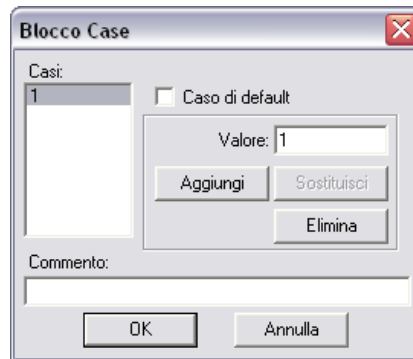 Blocco Case
Casi:
1
Caso di default
Valore: 1
Aggiungi
Sostituisci
Elimina
Commento:
OK
Annulla